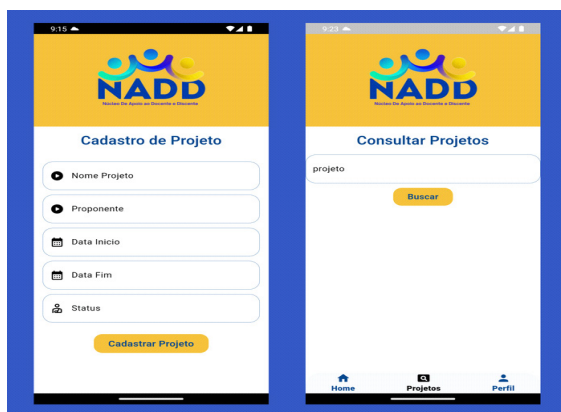 9:15
NADD
Núcleo De Apoio ao Docente e Discente
Cadastro de Projeto
Nome Projeto
Proponente
Data Inicio
Data Fim
Status
Cadastrar Projeto
9:23
NADD
Núcleo De Apoio ao Docente e Discente
Consultar Projetos
projeto
Buscar
Home Projetos Perfil